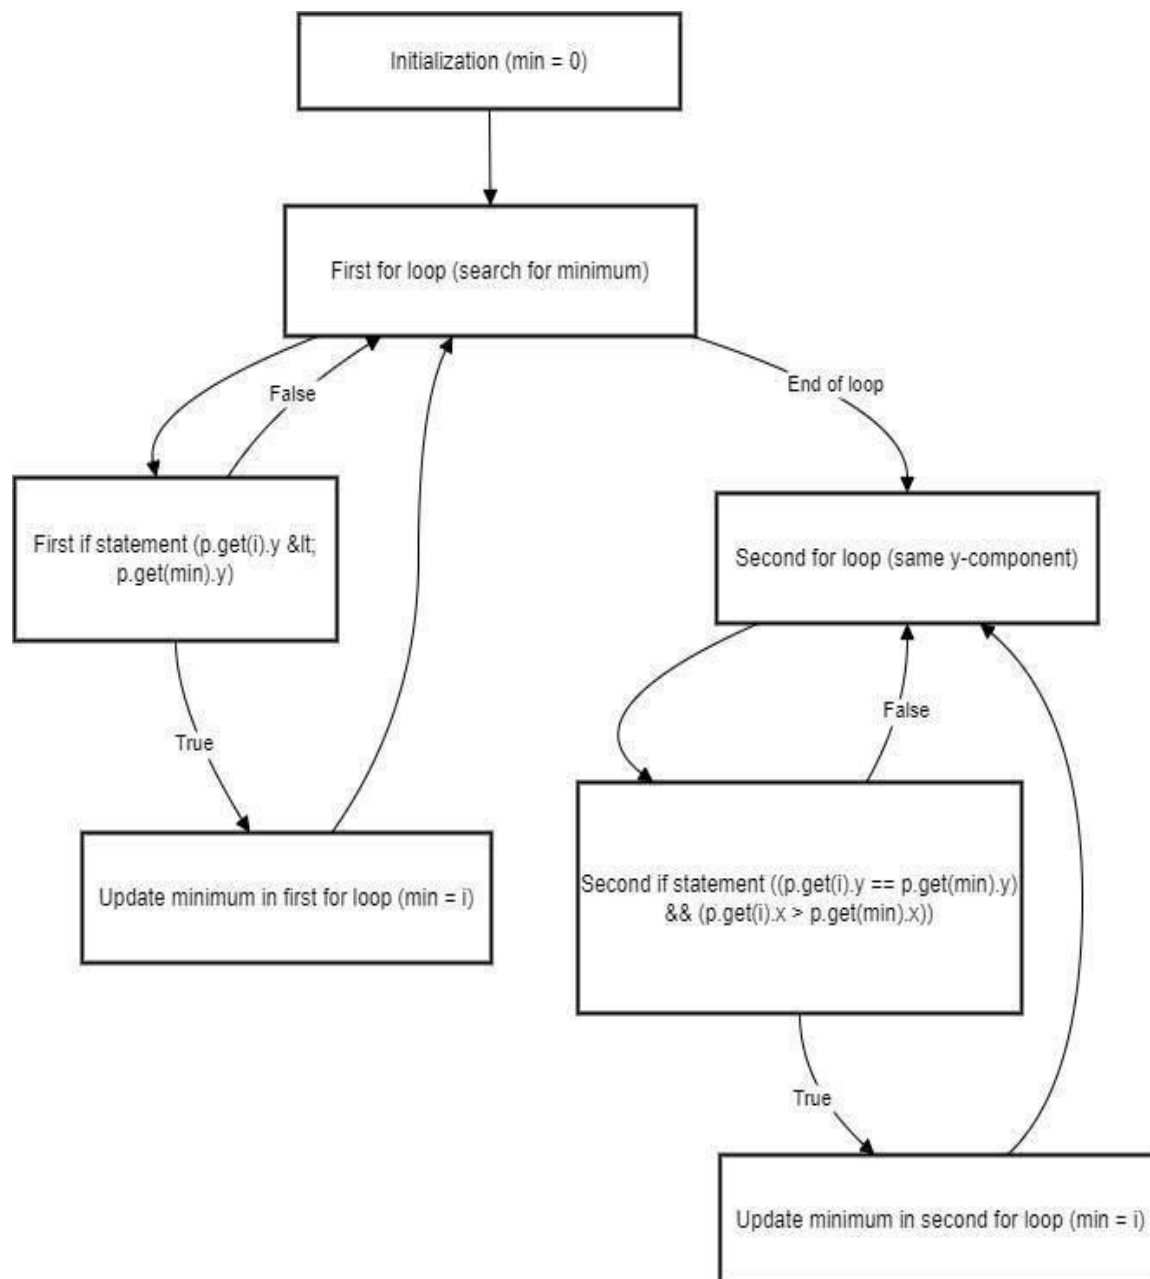 Initialization (min = 0)
First for loop (search for minimum)
False
End of loop
First if statement (p.get(i).y &lt;
p.get(min).y)
Second for loop (same y-component)
True
False
Update minimum in first for loop (min = i)
Second if statement ((p.get(i).y == p.get(min).y)
&& (p.get(i).x > p.get(min).x))
True
Update minimum in second for loop (min = i)